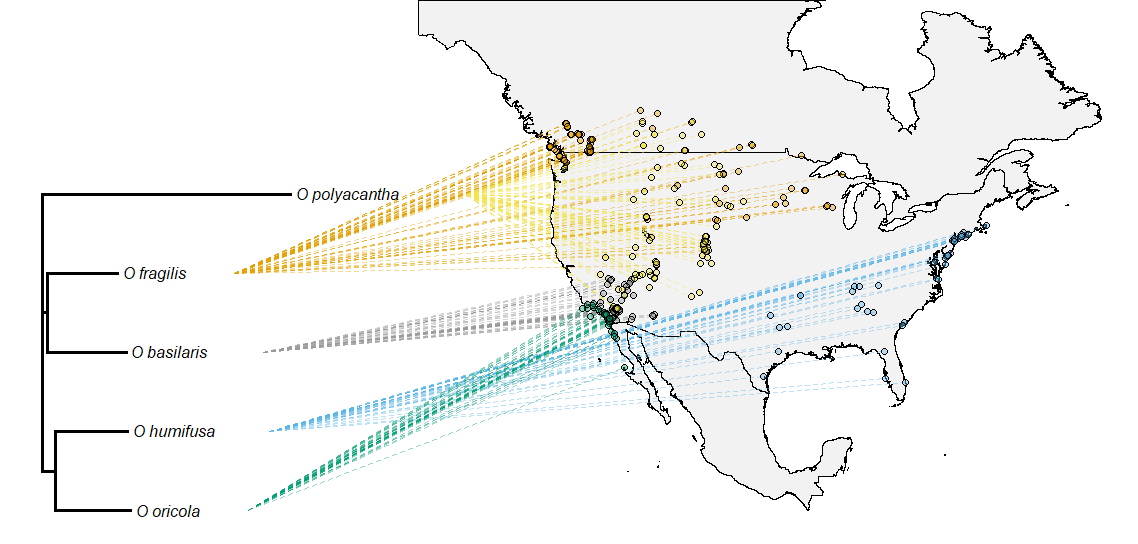 O polyacantha
O fragilis
O basilaris
O humifusa
O oricola